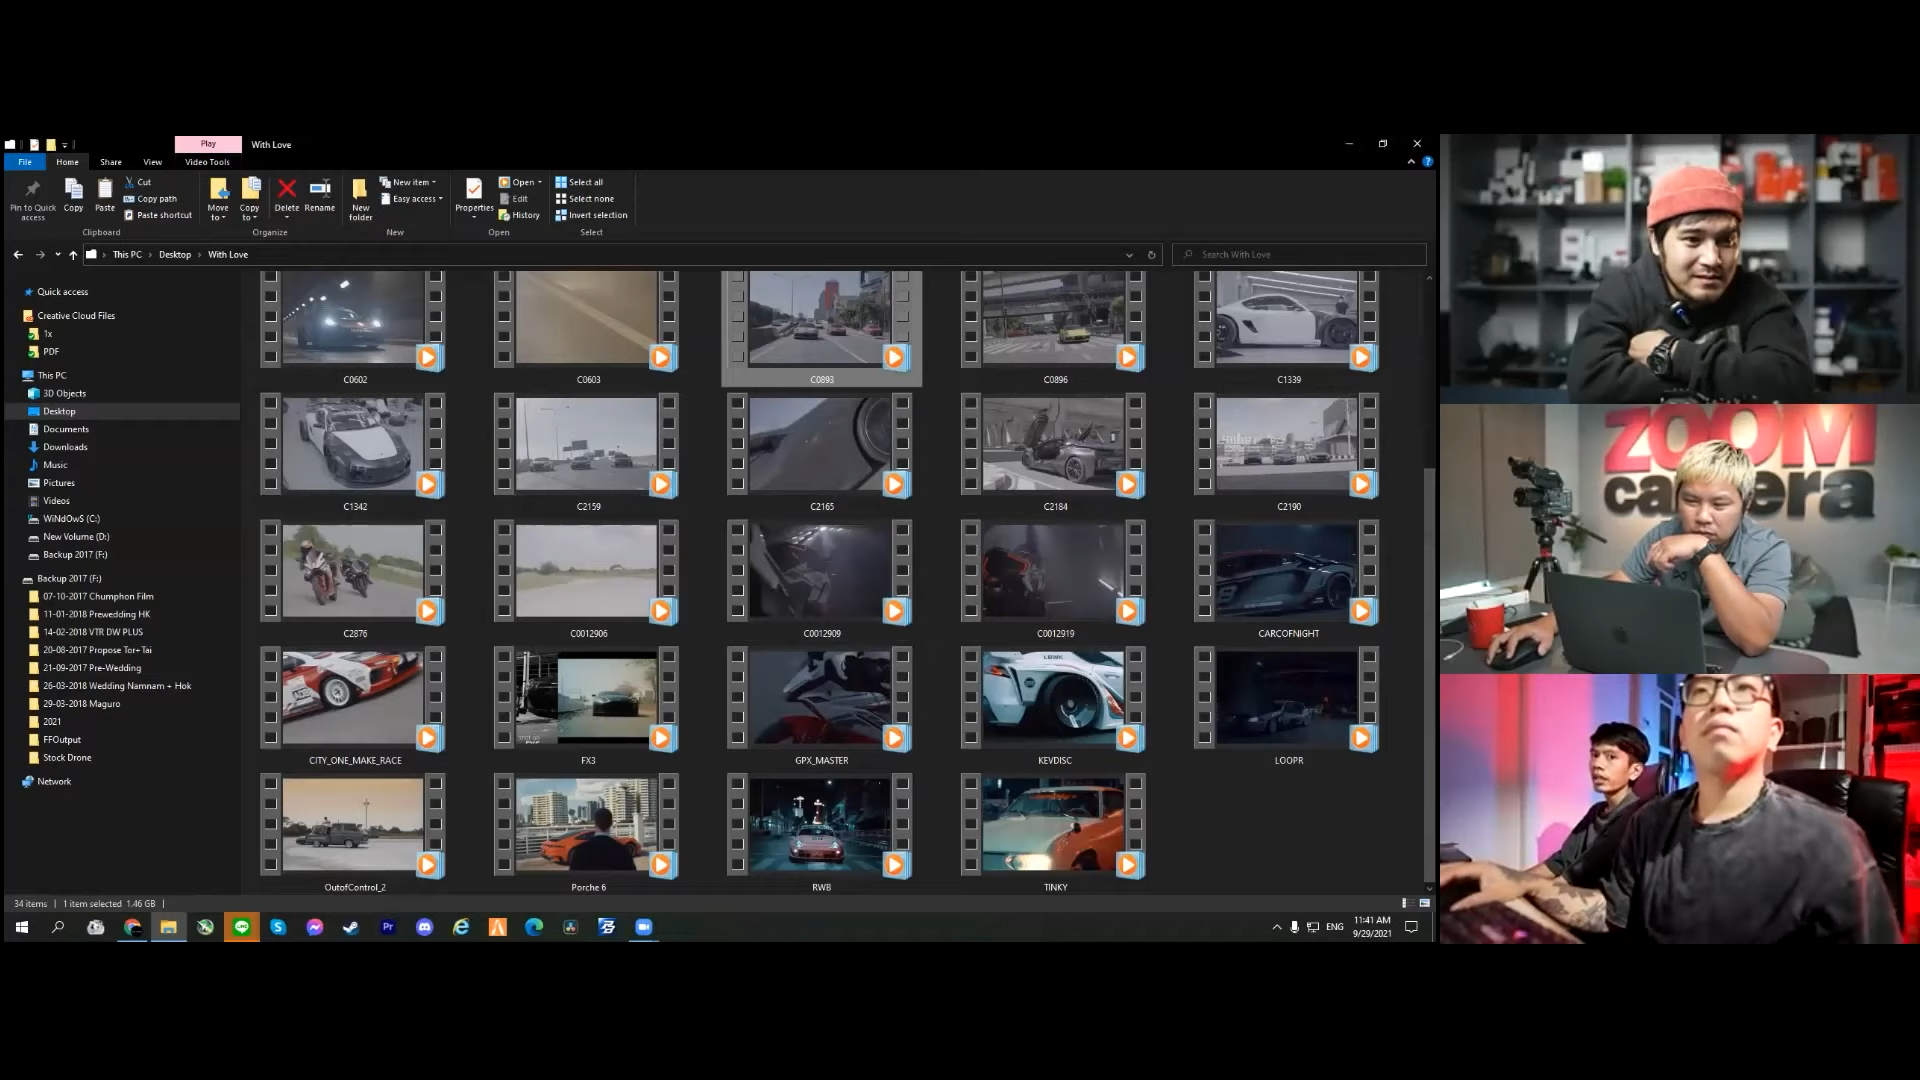 Play
With Love
File
Home
Share
View
Video Tools
Pin to Quick access
Copy
Paste
Cut
Copy path
Paste shortcut
Clipboard
Move to
Copy to
Delete
Rename
Organize
New folder
New item
Easy access
New
Properties
Open
Edit
History
Open
Select all
Select none
Invert selection
Select
This PC > Desktop > With Love
Search With Love
Quick access
Creative Cloud Files
1x
PDF
This PC
3D Objects
Desktop
Documents
Downloads
Music
Pictures
Videos
WiNdOwS (C:)
New Volume (D:)
Backup 2017 (F:)
Backup 2017 (F:)
07-10-2017 Chumphon Film
11-01-2018 Prewedding HK
14-02-2018 VTR DW PLUS
20-08-2017 Propose Tor+Tai
21-09-2017 Pre-Wedding
26-03-2018 Wedding Namnam + Hok
29-03-2018 Maguro
2021
FFOutput
Stock Drone
Network
C0602
C0603
C0893
C0896
C1339
C1342
C2159
C2165
C2184
C2190
C2876
C0012906
C0012909
C0012919
CARCOFNIGHT
CITY_ONE_MAKE_RACE
FX3
GPX_MASTER
KEVDISC
LOOPR
OutofControl_2
Porche 6
RWB
TINKY
34 items
1 item selected 1.46 GB
LINE
Pr
ENG
11:41 AM
9/29/2021
ZOOM
camera